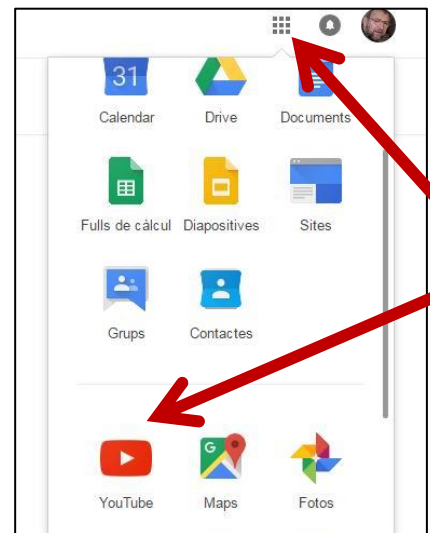 31
Calendar Drive Documents
Fulls de càlcul Diapositives Sites
Grups Contactes
G
YouTube Maps Fotos